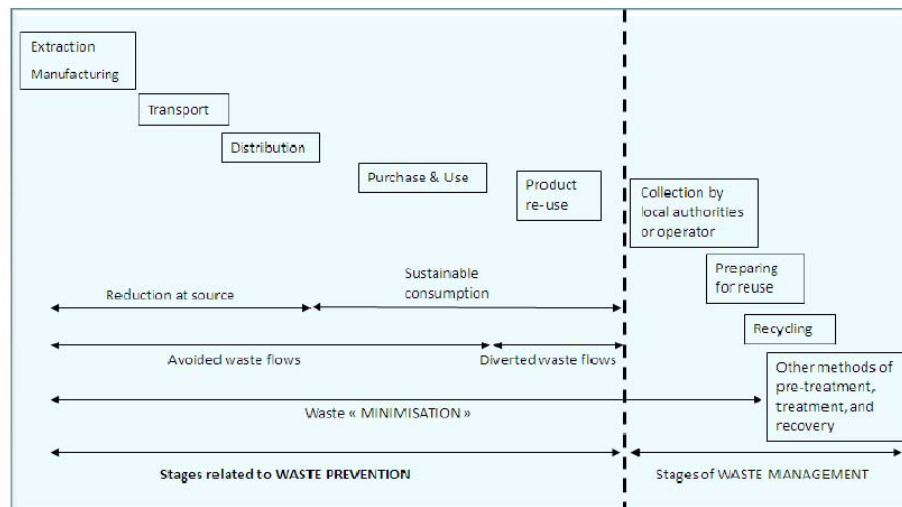 Extraction
Manufacturing
Transport
Distribution
Purchase & Use
Product
re-use
Collection by
local authorities
or operator
Preparing
for reuse
Recycling
Other methods of
pre-treatment,
treatment, and
recovery
Reduction at source
Sustainable
consumption
Avoided waste flows
Diverted waste flows
Waste « MINIMISATION »
Stages related to WASTE PREVENTION
Stages of WASTE MANAGEMENT